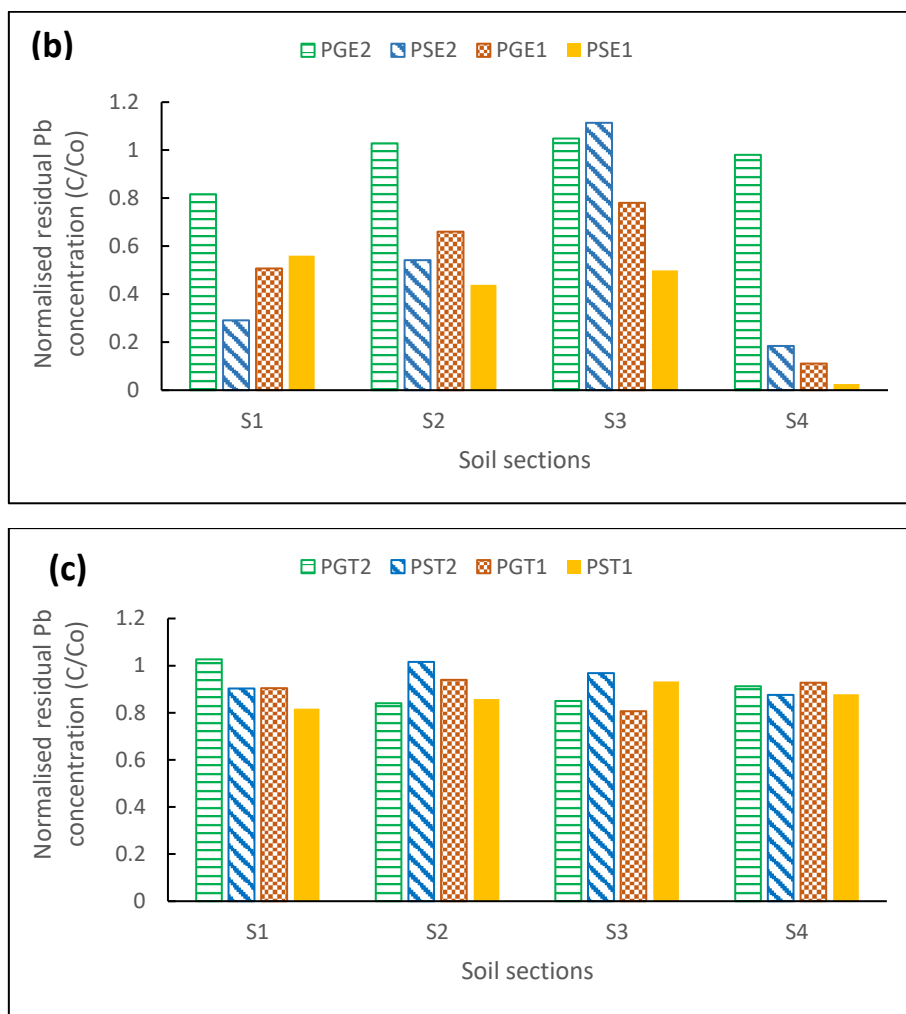 (b)
PGE2 PSE2 PGE1 PSE1
Normalised residual Pb
concentration (C/Co)
1.2
1
0.8
0.6
0.4
0.2
0
S1 S2 S3 S4
Soil sections
(c)
PGT2 PST2 PGT1 PST1
Normalised residual Pb
concentration (C/Co)
1.2
1
0.8
0.6
0.4
0.2
0
S1 S2 S3 S4
Soil sections